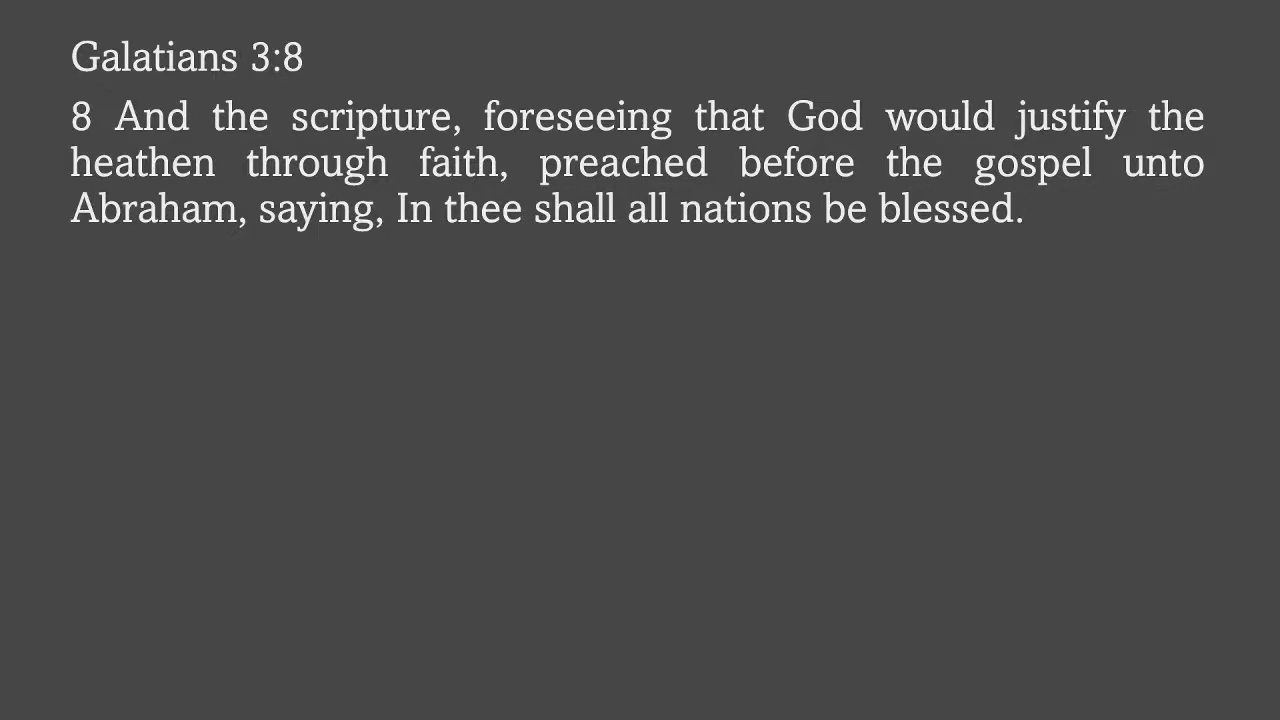 Galatians 3:8
8 And the scripture, foreseeing that God would justify the
heathen through faith, preached before the gospel unto
Abraham, saying, In thee shall all nations be blessed.